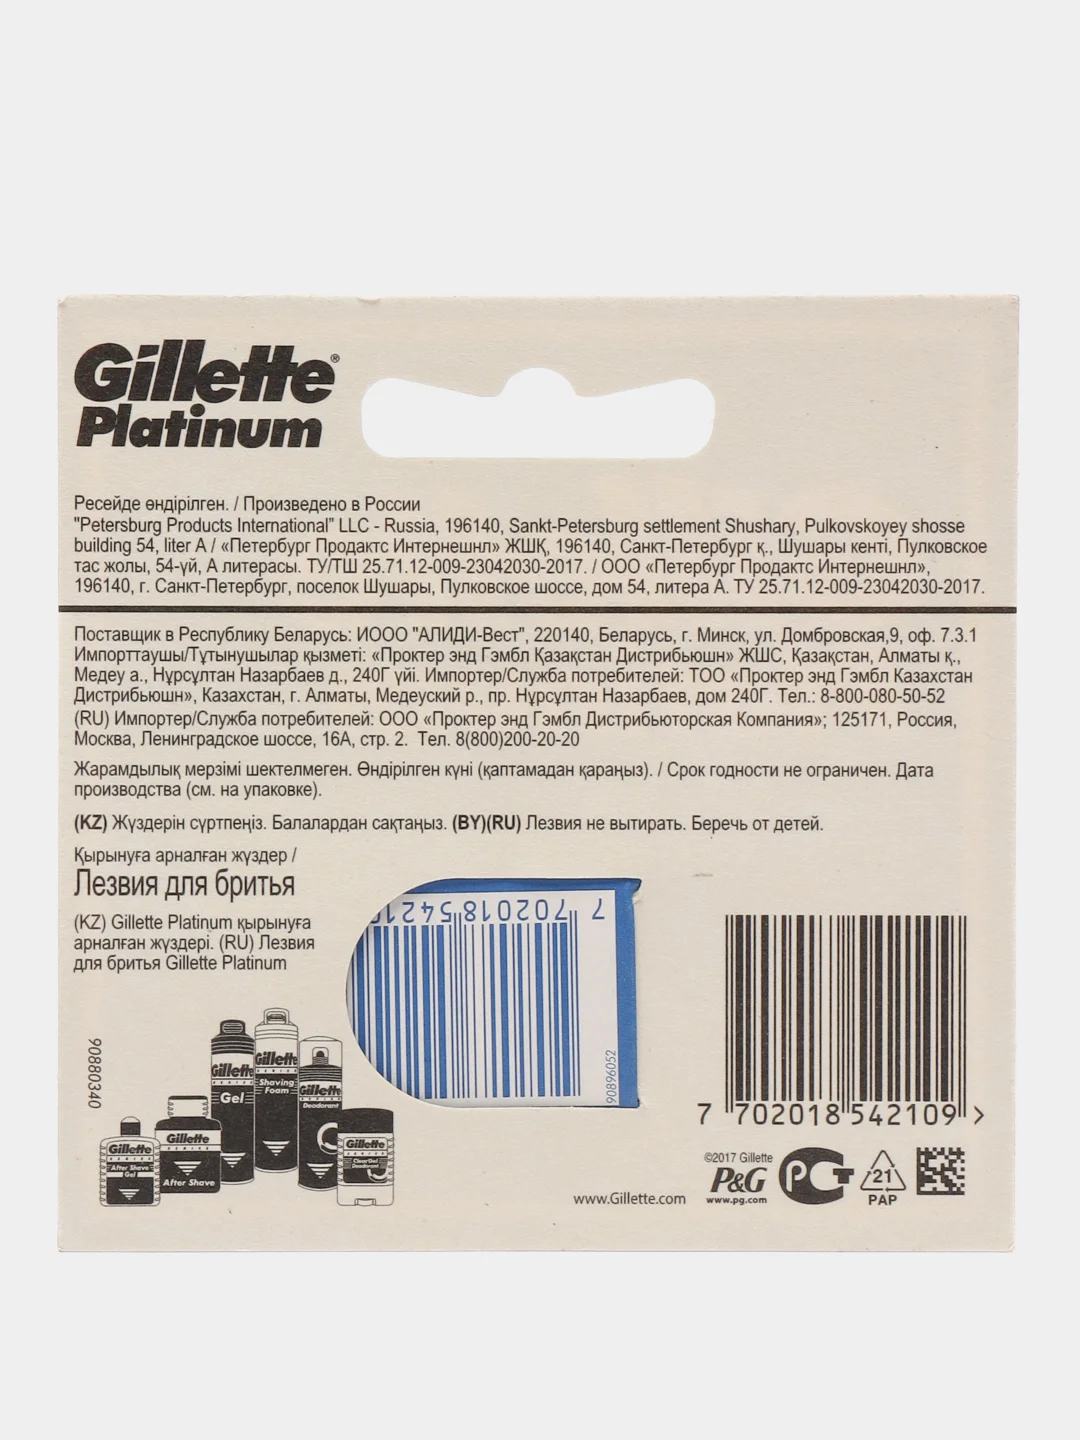 Gillette®
Platinum
Ресейде өндірілген. / Произведено в России
"Petersburg Products International" LLC - Russia, 196140, Sankt-Petersburg settlement Shushary, Pulkovskoyey shosse
building 54, liter A / «Петербург Продактс Интернешнл» ЖШҚ, 196140, Санкт-Петербург қ., Шушары кенті, Пулковское
тас жолы, 54-үй, А литерасы. ТУ/ТШ 25.71.12-009-23042030-2017. / ООО «Петербург Продактс Интернешнл»,
196140, г. Санкт-Петербург, поселок Шушары, Пулковское шоссе, дом 54, литера А. ТУ 25.71.12-009-23042030-2017.
Поставщик в Республику Беларусь: ИООО "АЛИДИ-Вест", 220140, Беларусь, г. Минск, ул. Домбровская,9, оф. 7.3.1
Импорттаушы/Тұтынушылар қызметі: «Проктер энд Гэмбл Қазақстан Дистрибьюшн» ЖШС, Қазақстан, Алматы қ.,
Медеу а., Нұрсұлтан Назарбаев д., 240Г үйі. Импортер/Служба потребителей: ТОО «Проктер энд Гэмбл Казахстан
Дистрибьюшн», Казахстан, г. Алматы, Медеуский р., пр. Нұрсұлтан Назарбаев, дом 240Г. Тел.: 8-800-080-50-52
(RU) Импортер/Служба потребителей: ООО «Проктер энд Гэмбл Дистрибьюторская Компания»; 125171, Россия,
Москва, Ленинградское шоссе, 16А, стр. 2. Тел. 8(800)200-20-20
Жарамдылық мерзімі шектелмеген. Өндірілген күні (қаптамадан қараңыз). / Срок годности не ограничен. Дата
производства (см. на упаковке).
(KZ) Жүздерін сүртпеңіз. Балалардан сақтаңыз. (BY)(RU) Лезвия не вытирать. Беречь от детей.
Қырынуға арналған жүздер /
Лезвия для бритья
(KZ) Gillette Platinum қырынуға
арналған жүздері. (RU) Лезвия
для бритья Gillette Platinum
7 702018 5421
90896052
90880340
Gillette
SERIES
Gel
Gillette
SERIES
Shaving
Foam
Gillette
SERIES
Deodorant
Gillette
SERIES
After Shave
Gel
Gillette
SERIES
After Shave
Gillette
SERIES
Clear Gel
Deodorant
7 702018 542109 >
©2017 Gillette
P&G
www.pg.com
www.Gillette.com
РСТ
21
PAP